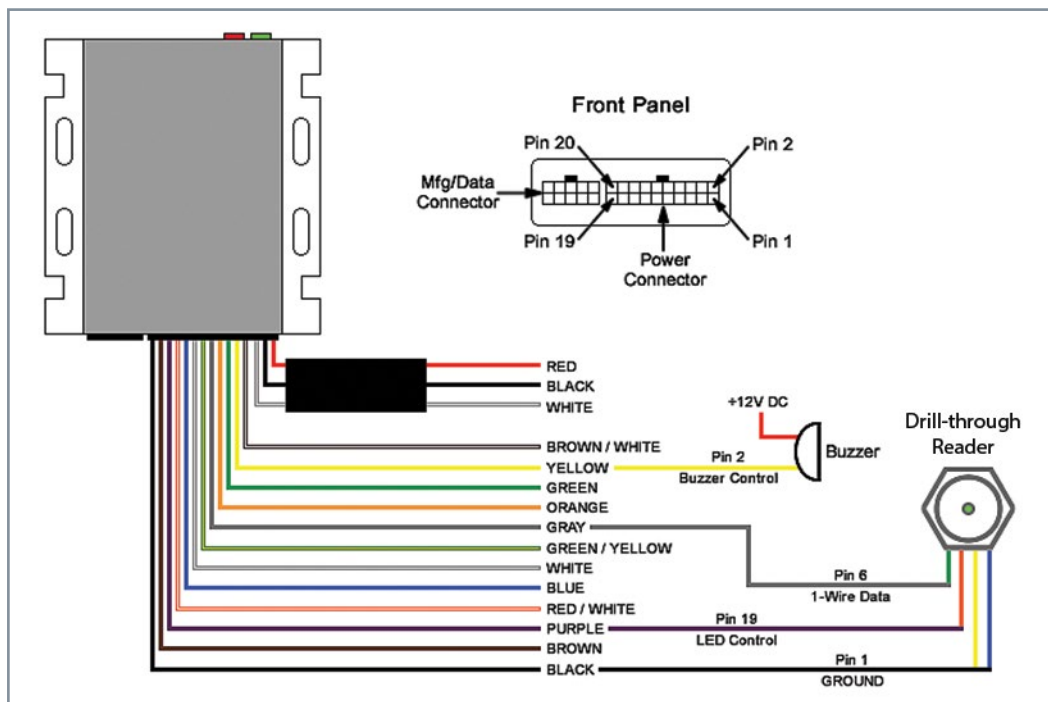 Front Panel
Pin 20
Pin 2
Mfg/Data
Connector
Pin 19
Pin 1
Power
Connector
RED
BLACK
WHITE
+12V DC
Drill-through
Reader
BROWN / WHITE
Buzzer
YELLOW
Pin 2
Buzzer Control
GREEN
ORANGE
GRAY
GREEN / YELLOW
WHITE
Pin 6
1-Wire Data
BLUE
RED / WHITE
PURPLE
Pin 19
LED Control
BROWN
BLACK
Pin 1
GROUND